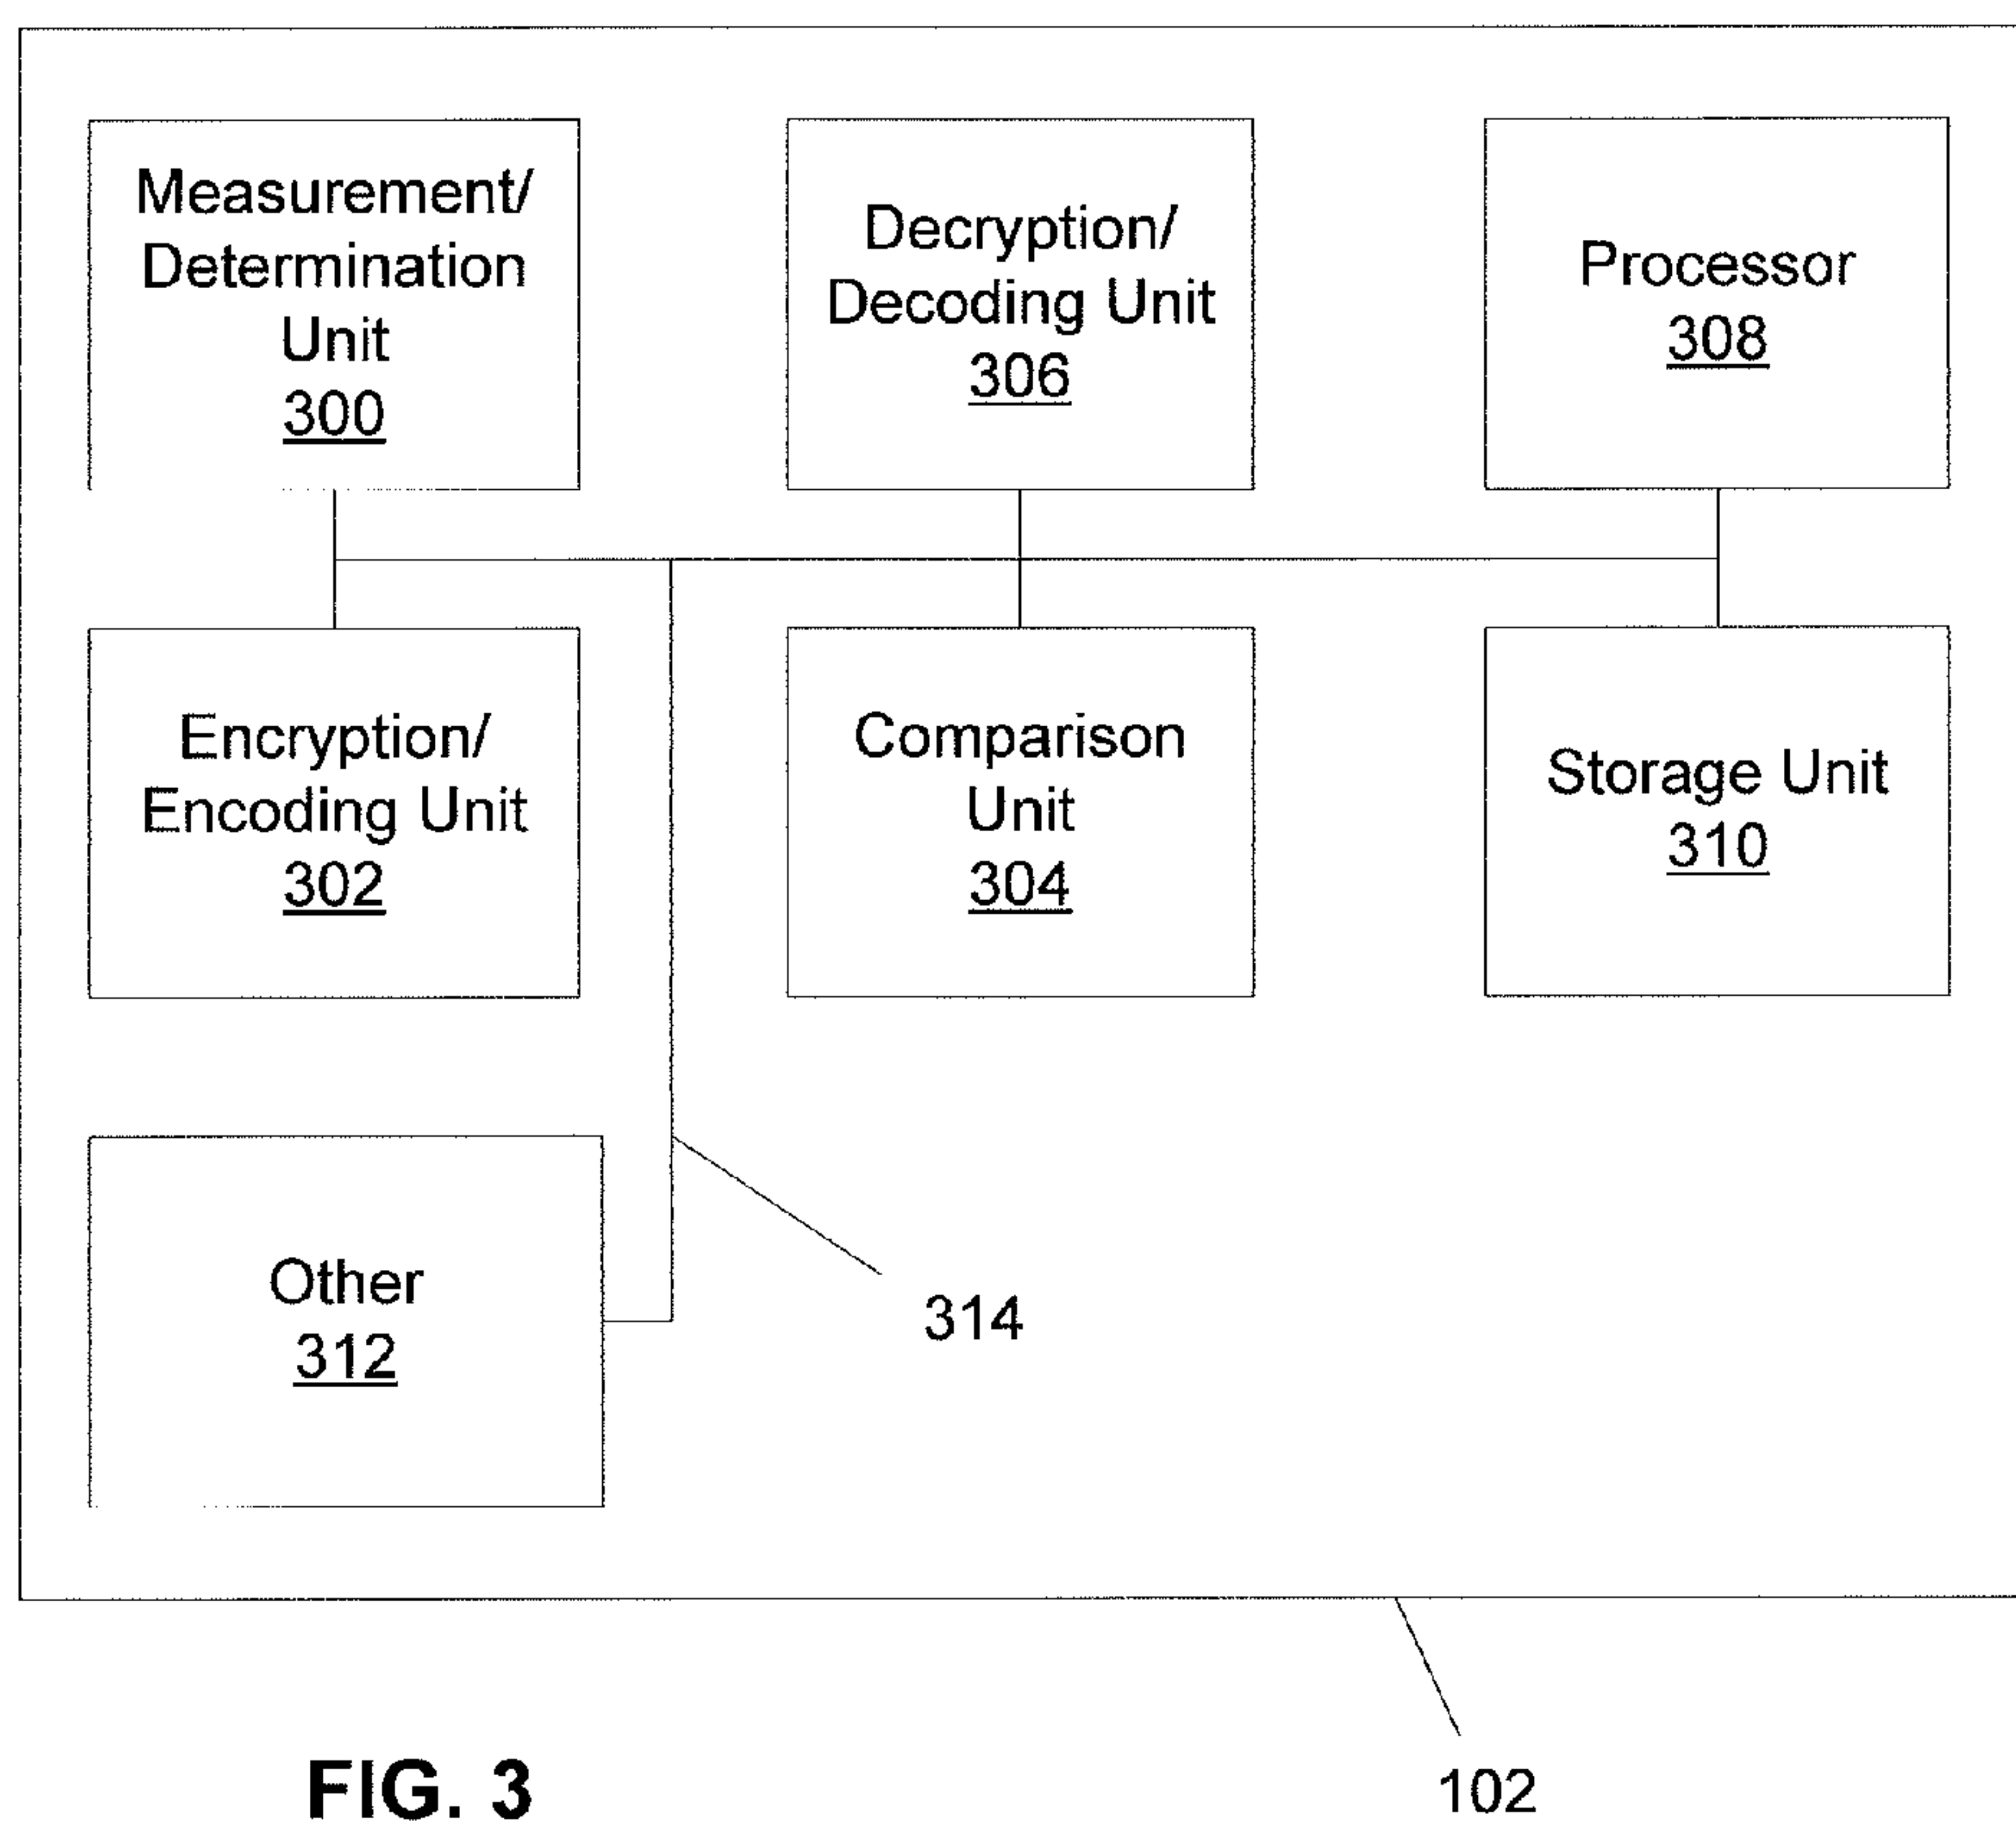 Measurement/
Determination
Unit
300
Decryption/
Decoding Unit
306
Processor
308
Encryption/
Encoding Unit
302
Comparison
Unit
304
Storage Unit
310
Other
312
314
FIG. 3
102